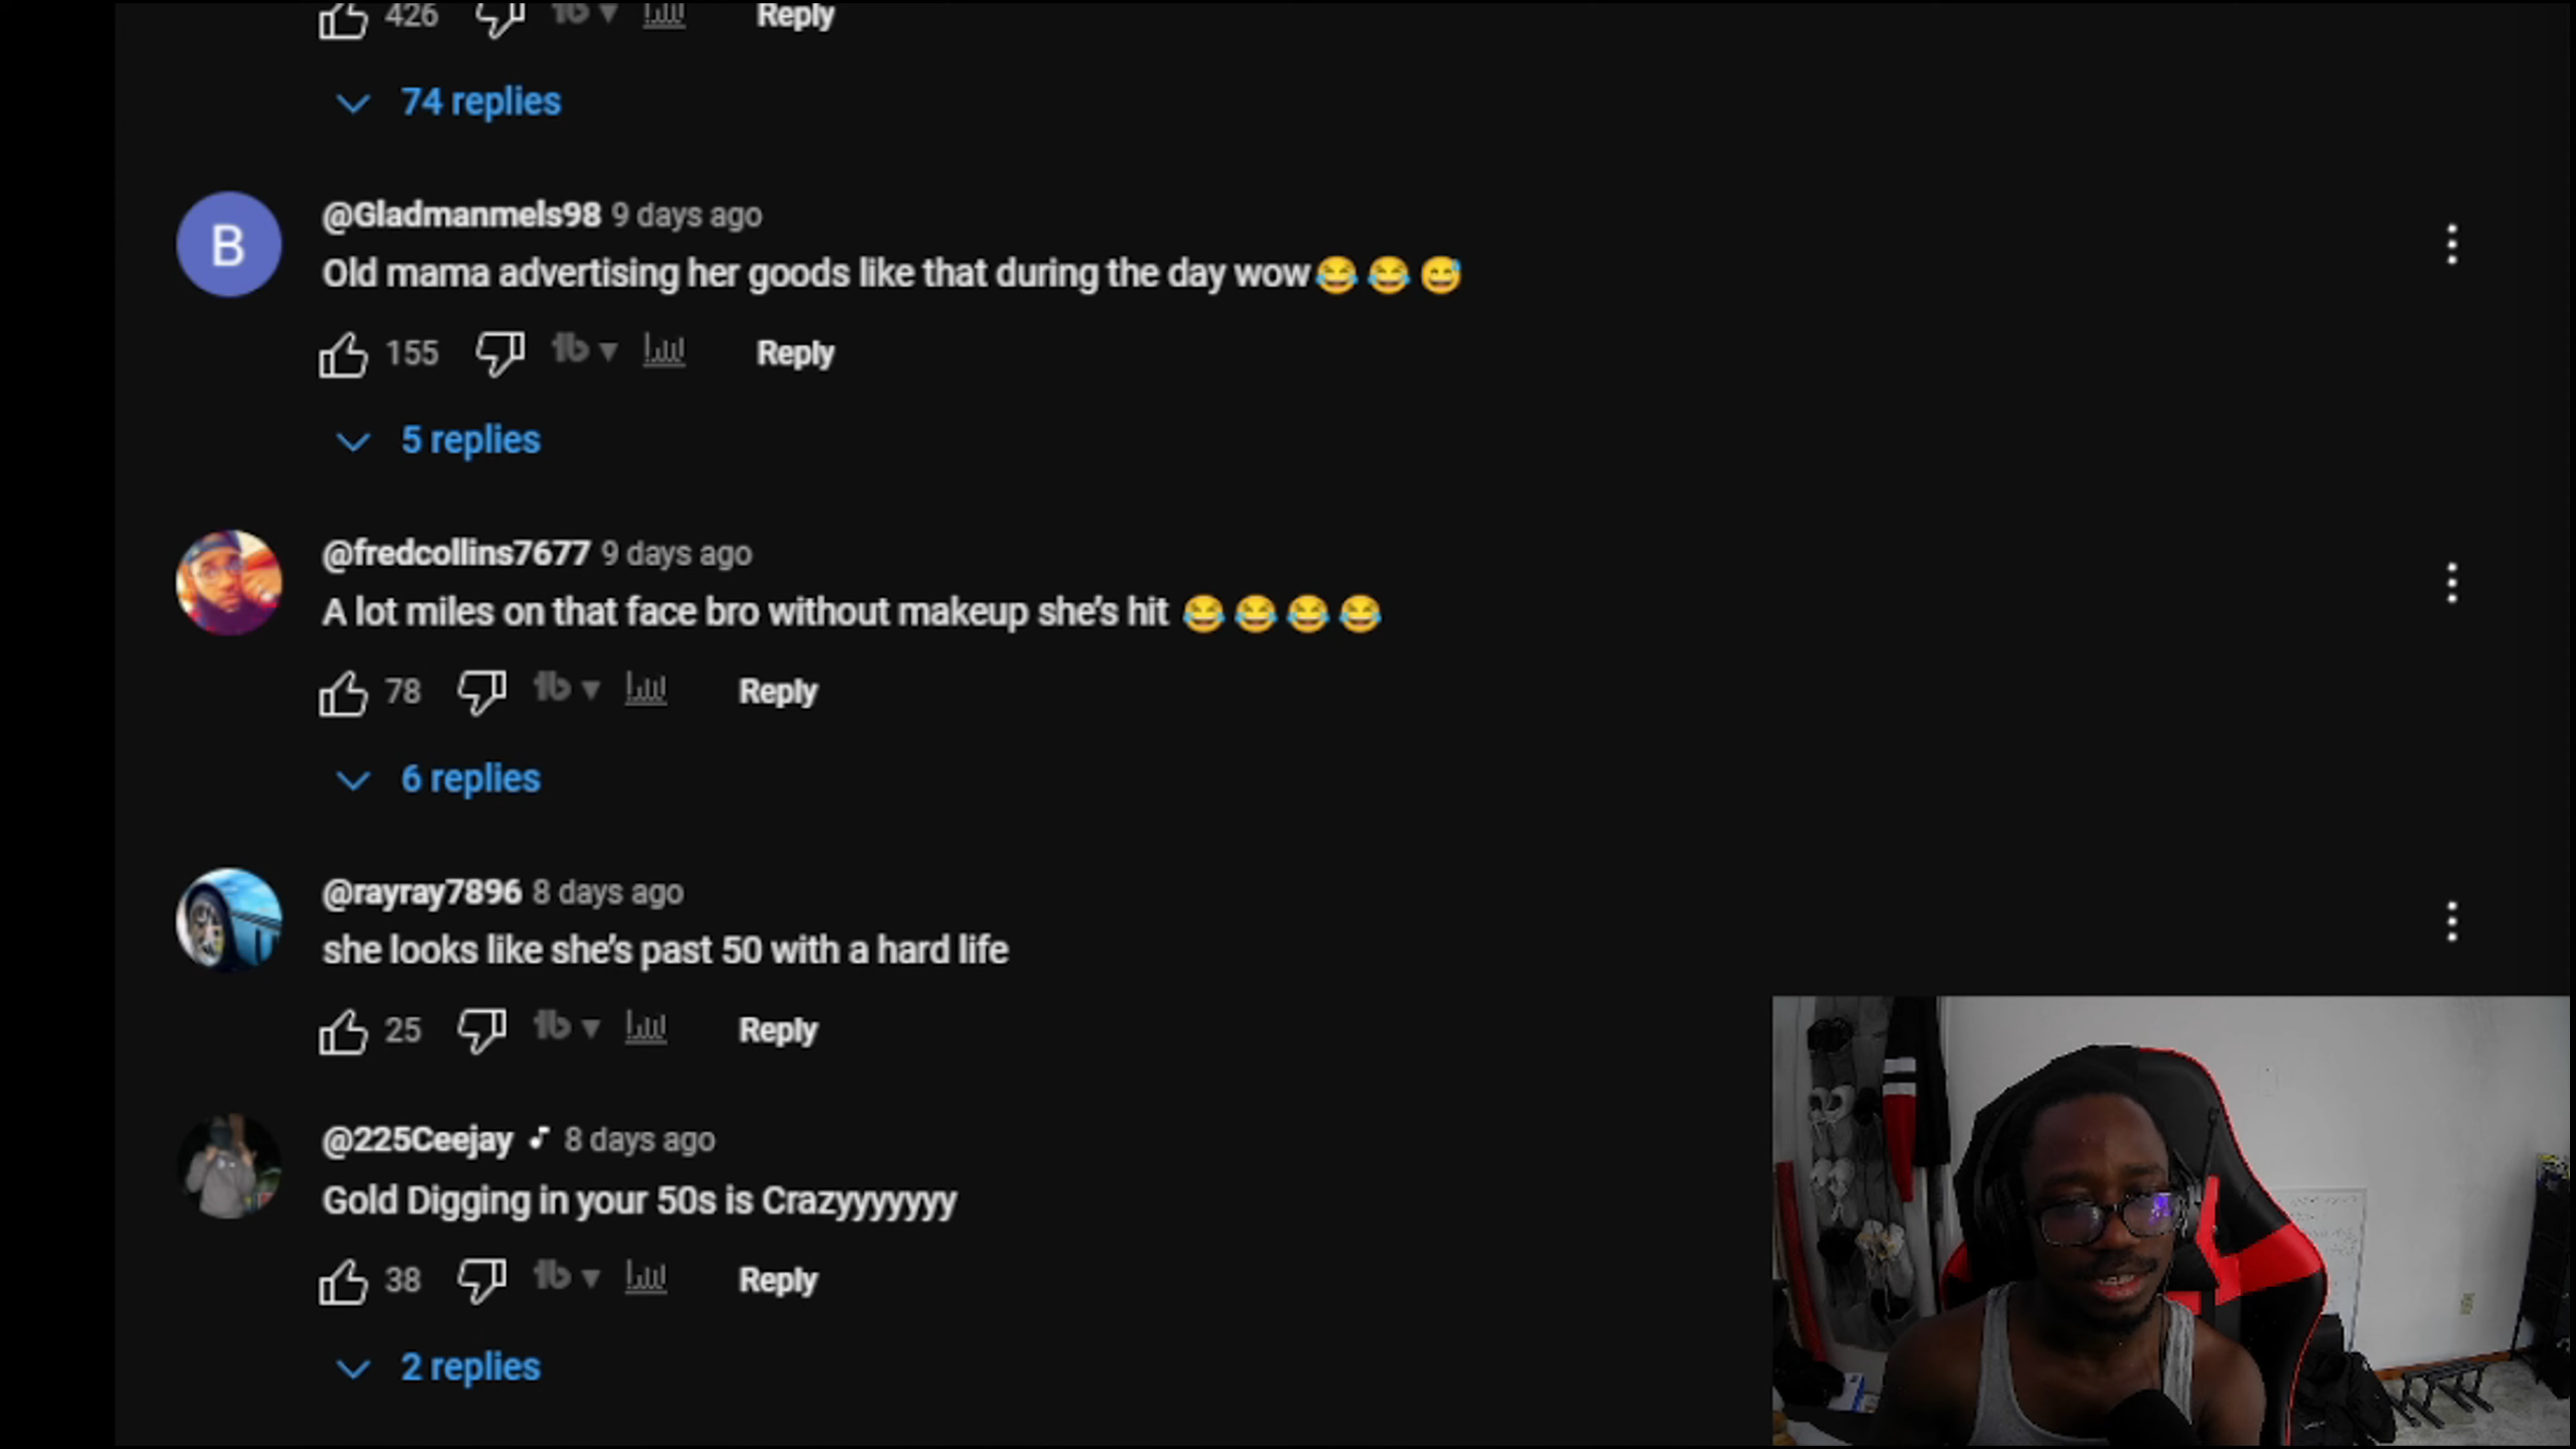 426 Reply
74 replies
B
@Gladmanmels98 9 days ago
Old mama advertising her goods like that during the day wow😂😂😅
155 Reply
5 replies
@fredcollins7677 9 days ago
A lot miles on that face bro without makeup she's hit 😂😂😂😂
78 Reply
6 replies
@rayray7896 8 days ago
she looks like she's past 50 with a hard life
25 Reply
@225Ceejay 8 days ago
Gold Digging in your 50s is Crazyyyyyyy
38 Reply
2 replies